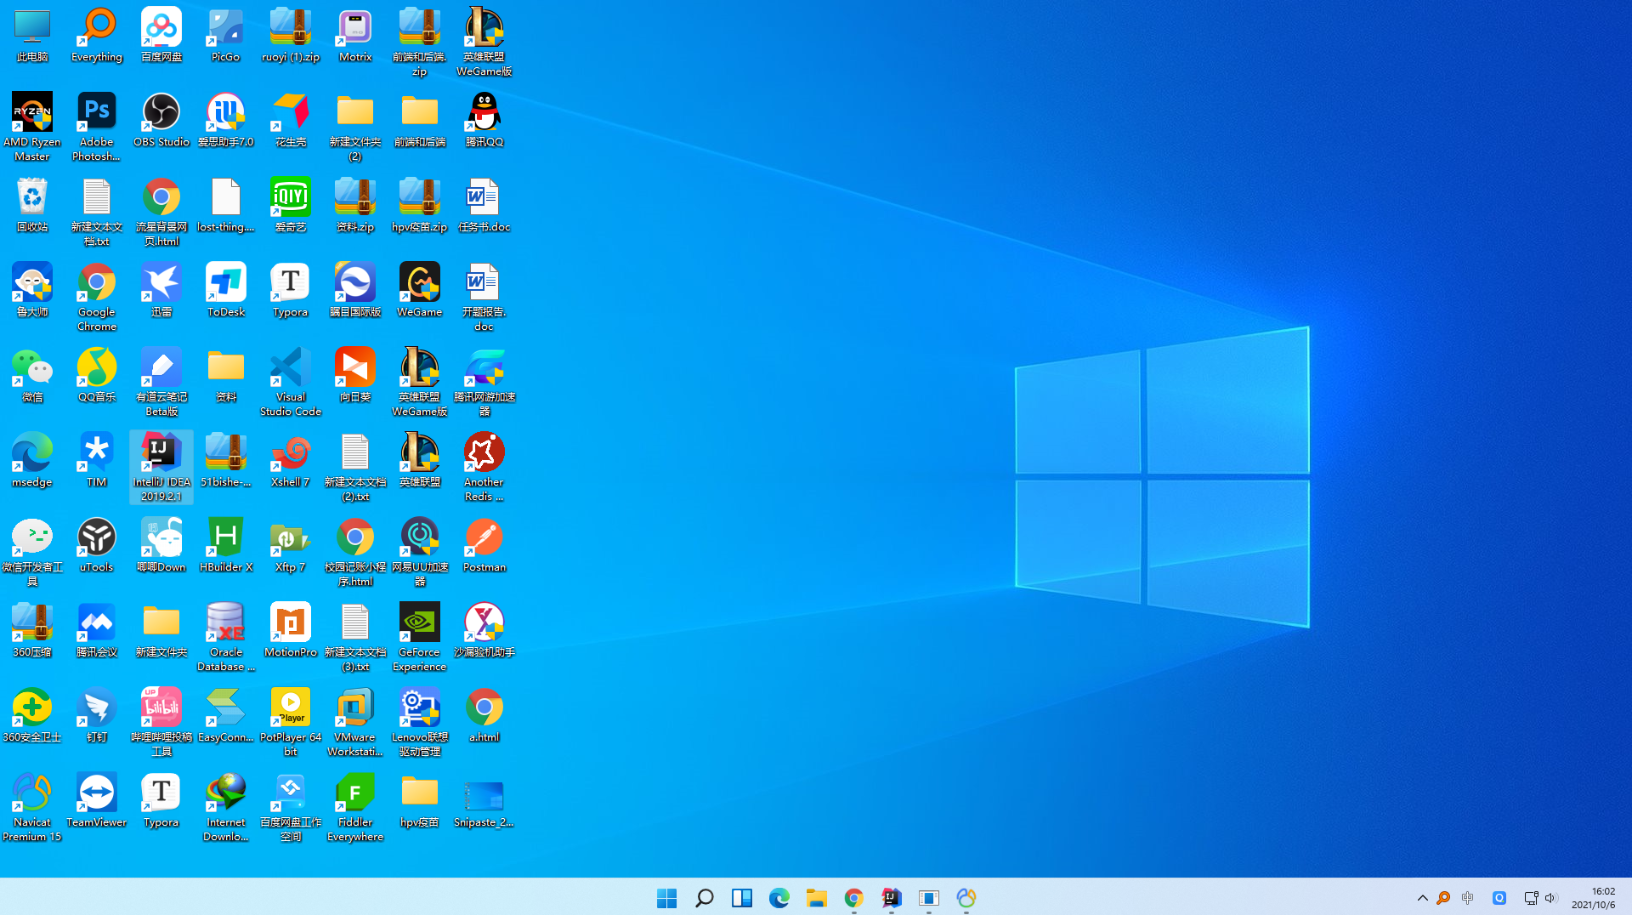 此电脑
Everything
百度网盘
PicGo
ruoyi (1).zip
Motrix
前端和后端.
zip
英雄联盟
WeGame版
RYZEN
AMD Ryzen
Master
Ps
Adobe
Photosh...
OBS Studio
爱思助手7.0
花生壳
新建文件夹
(2)
前端和后端
腾讯QQ
回收站
新建文本文
档.txt
流星背景网
页.html
lost-thing....
iQIYI
爱奇艺
资料.zip
hpv疫苗.zip
W
任务书.doc
鲁大师
Google
Chrome
迅雷
ToDesk
T
Typora
瞩目国际版
WeGame
W
开题报告.
doc
微信
QQ音乐
有道云笔记
Beta版
资料
Visual
Studio Code
向日葵
英雄联盟
WeGame版
腾讯网游加速
器
msedge
TIM
IJ
IntelliJ IDEA
2019.2.1
51bishe-...
Xshell 7
新建文本文档
(2).txt
英雄联盟
Another
Redis ...
微信开发者工
具
uTools
唧唧Down
H
HBuilder X
Xftp 7
校园记账小程
序.html
网易UU加速
器
Postman
360压缩
腾讯会议
新建文件夹
XE
Oracle
Database ...
MotionPro
新建文本文档
(3).txt
GeForce
Experience
沙漏验机助手
360安全卫士
钉钉
UP
bilibili
哔哩哔哩投稿
工具
EasyConn...
Player
PotPlayer 64
bit
VMware
Workstati...
Lenovo联想
驱动管理
a.html
Navicat
Premium 15
TeamViewer
T
Typora
Internet
Downlo...
百度网盘工作
空间
F
Fiddler
Everywhere
hpv疫苗
Snipaste_2...
中
16:02
2021/10/6